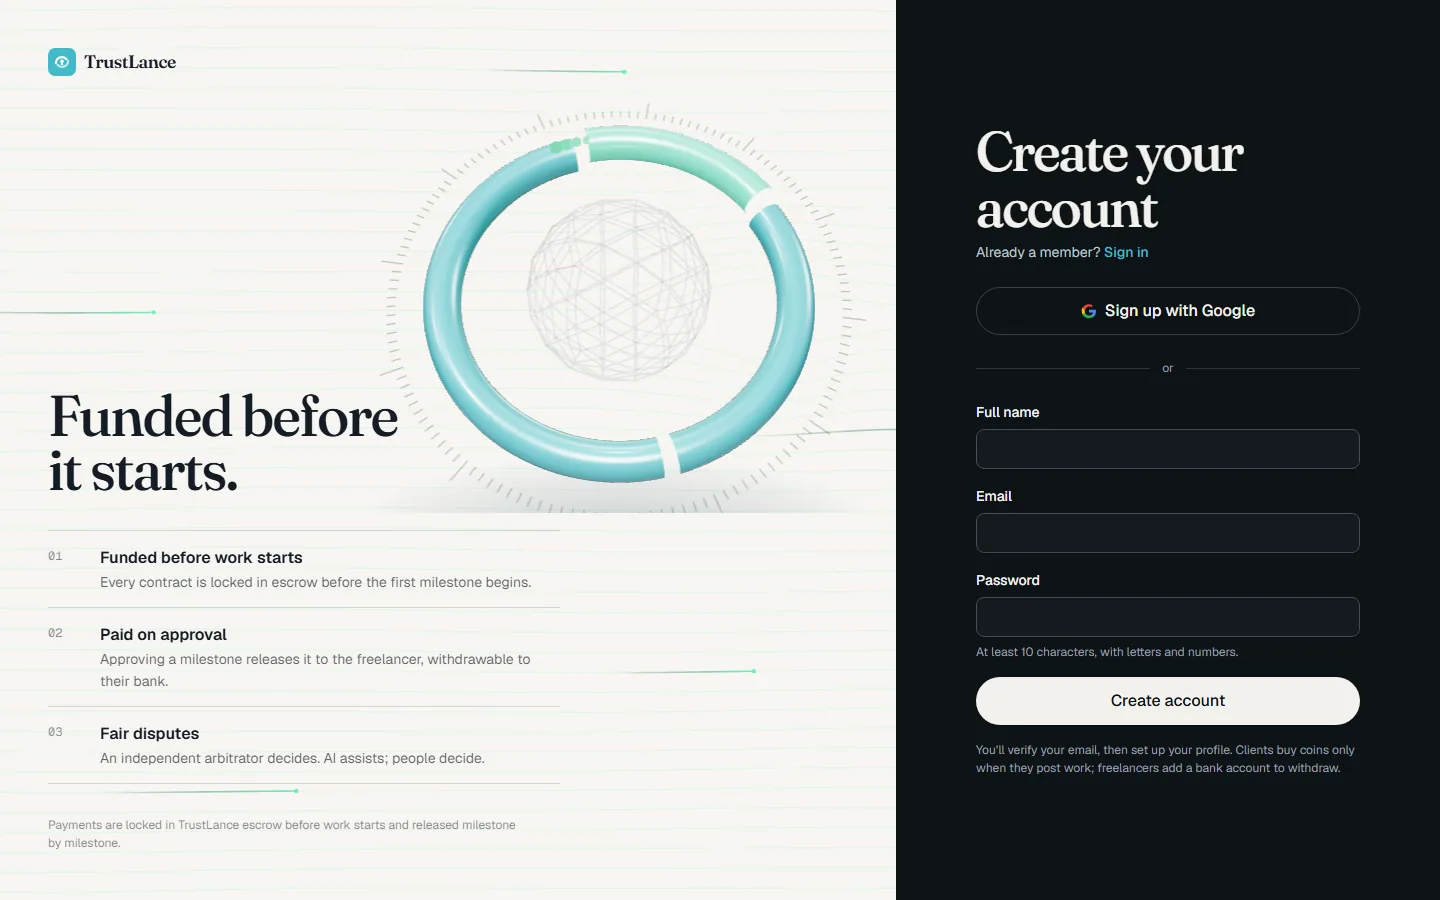 TrustLance
Funded before
it starts.
01
Funded before work starts
Every contract is locked in escrow before the first milestone begins.
02
Paid on approval
Approving a milestone releases it to the freelancer, withdrawable to
their bank.
03
Fair disputes
An independent arbitrator decides. AI assists; people decide.
Payments are locked in TrustLance escrow before work starts and released milestone
by milestone.
Create your
account
Already a member? Sign in
Sign up with Google
or
Full name
Email
Password
At least 10 characters, with letters and numbers.
Create account
You'll verify your email, then set up your profile. Clients buy coins only
when they post work; freelancers add a bank account to withdraw.